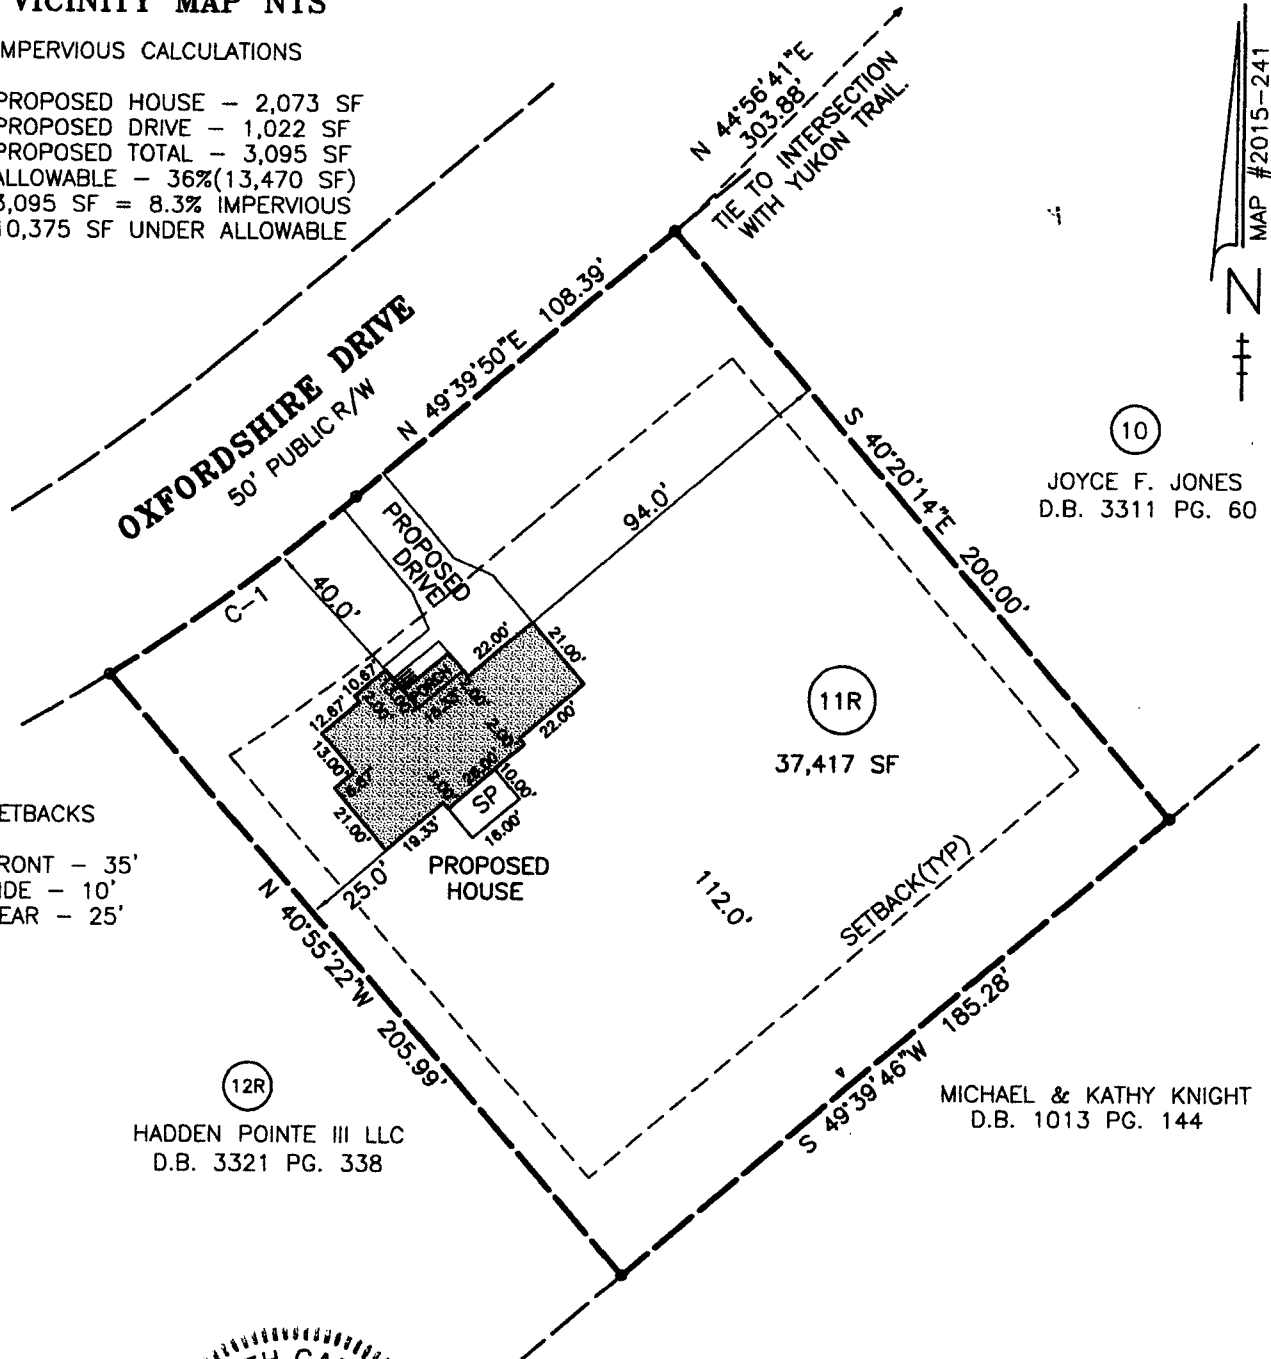 VICINITY MAP NTS
IMPERVIOUS CALCULATIONS
PROPOSED HOUSE – 2,073 SF
PROPOSED DRIVE – 1,022 SF
PROPOSED TOTAL – 3,095 SF
ALLOWABLE – 36%(13,470 SF)
3,095 SF = 8.3% IMPERVIOUS
10,375 SF UNDER ALLOWABLE
N 44°56'41"E
303.88'
TIE TO INTERSECTION
WITH YUKON TRAIL.
MAP #2015-241
N
OXFORDSHIRE DRIVE
50' PUBLIC R/W
N 49°39'50"E 108.39'
S 40°20'14"E 200.00'
10
JOYCE F. JONES
D.B. 3311 PG. 60
C-1
40.0'
PROPOSED
DRIVE
94.0'
22.00'
21.00'
10.67'
12.67'
2.00'
PORCH
2.00'
13.00'
2.00'
22.00'
21.00'
19.33'
10.00'
SP
16.00'
PROPOSED
HOUSE
25.0'
11R
37,417 SF
112.0'
SETBACK(TYP)
ETBACKS
RONT – 35'
IDE – 10'
EAR – 25'
N 40°55'22"W 205.99'
S 49°39'46"W 185.28'
12R
HADDEN POINTE III LLC
D.B. 3321 PG. 338
MICHAEL & KATHY KNIGHT
D.B. 1013 PG. 144